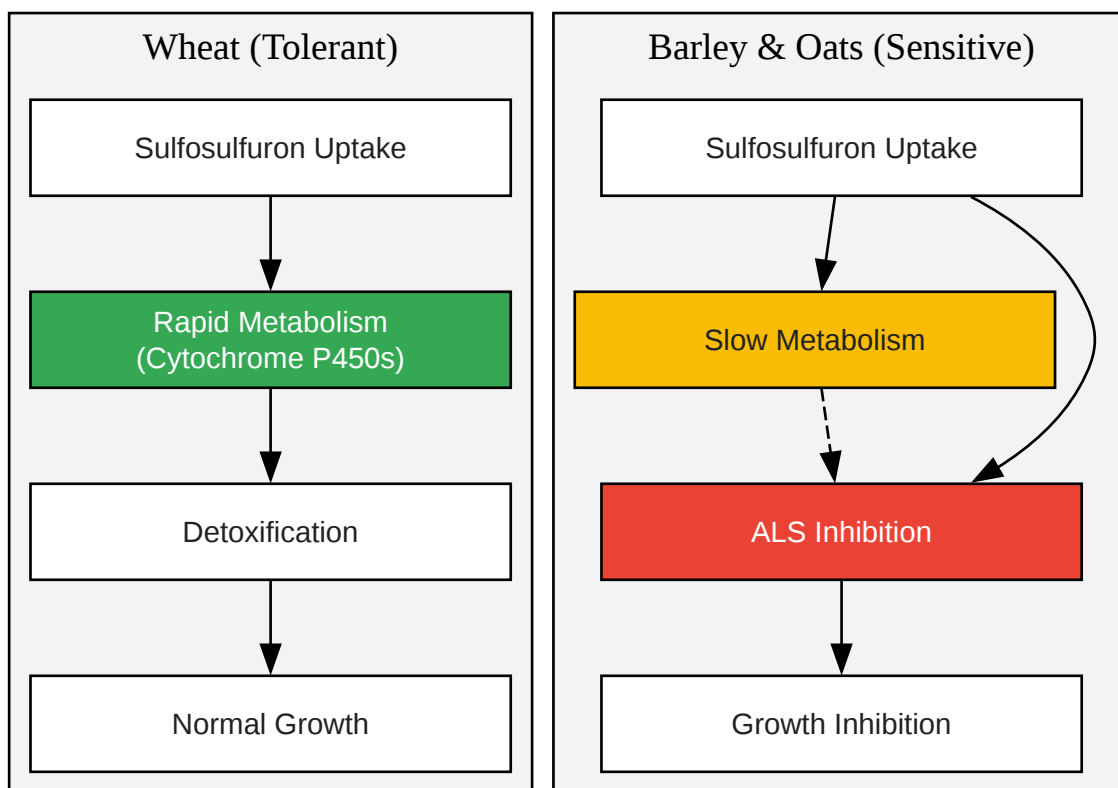 Wheat (Tolerant)
Sulfosulfuron Uptake
Rapid Metabolism
(Cytochrome P450s)
Detoxification
Normal Growth
Barley & Oats (Sensitive)
Sulfosulfuron Uptake
Slow Metabolism
ALS Inhibition
Growth Inhibition